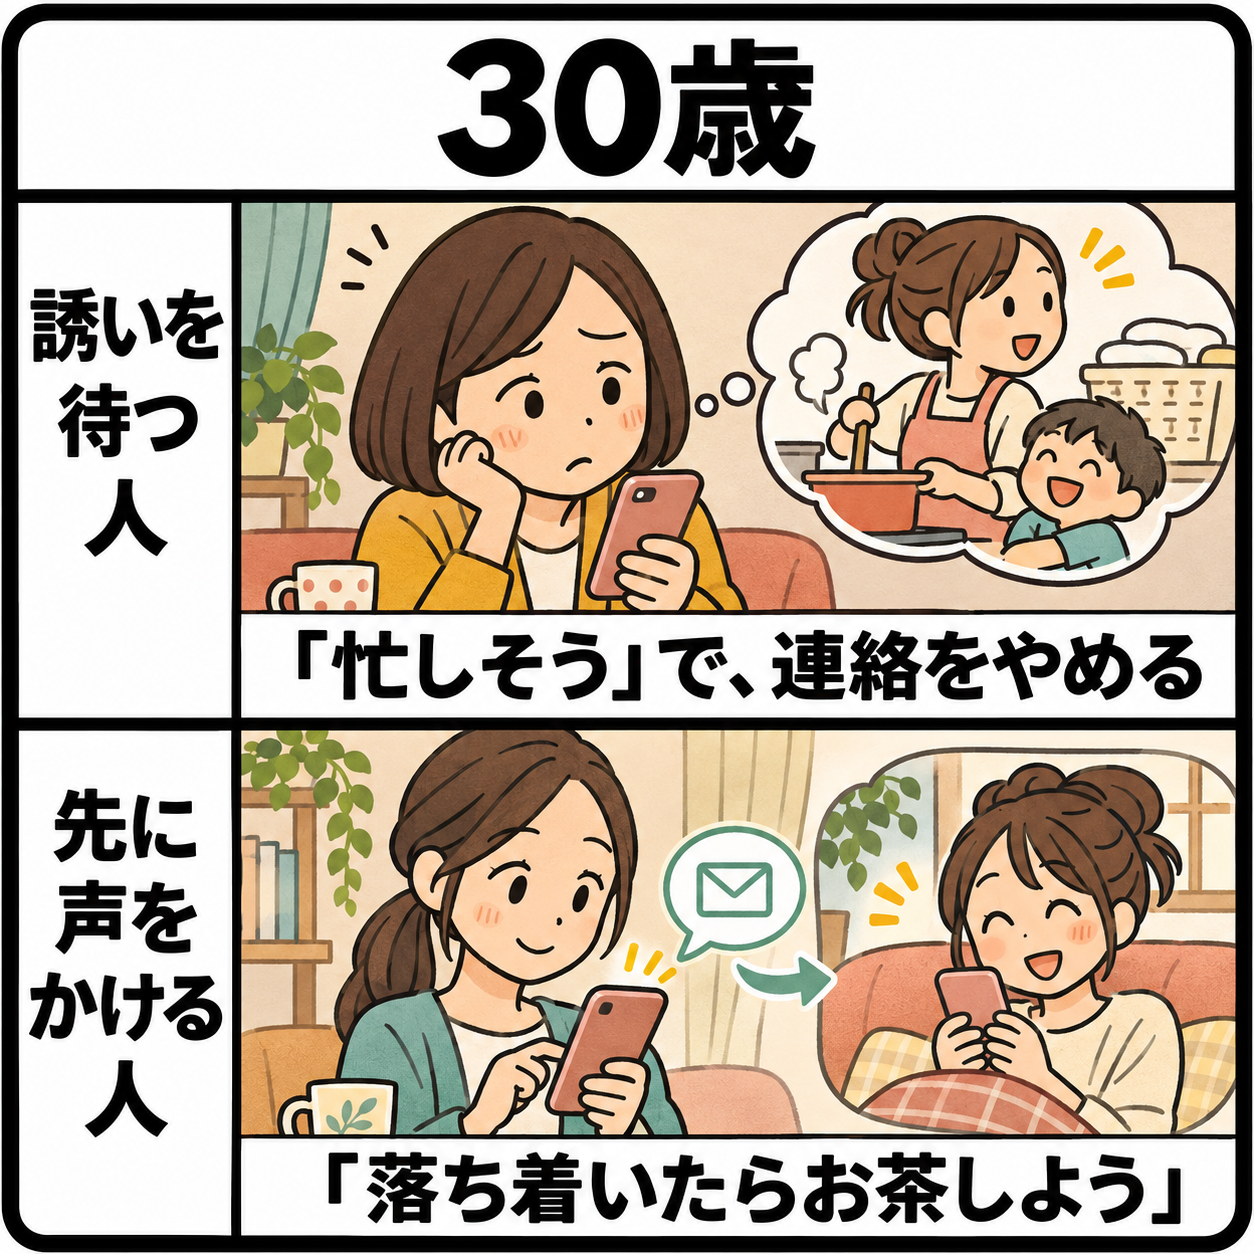 30歳
誘いを
待つ
人
「忙しそう」で、連絡をやめる
先に
声を
かける
人
「落ち着いたらお茶しよう」